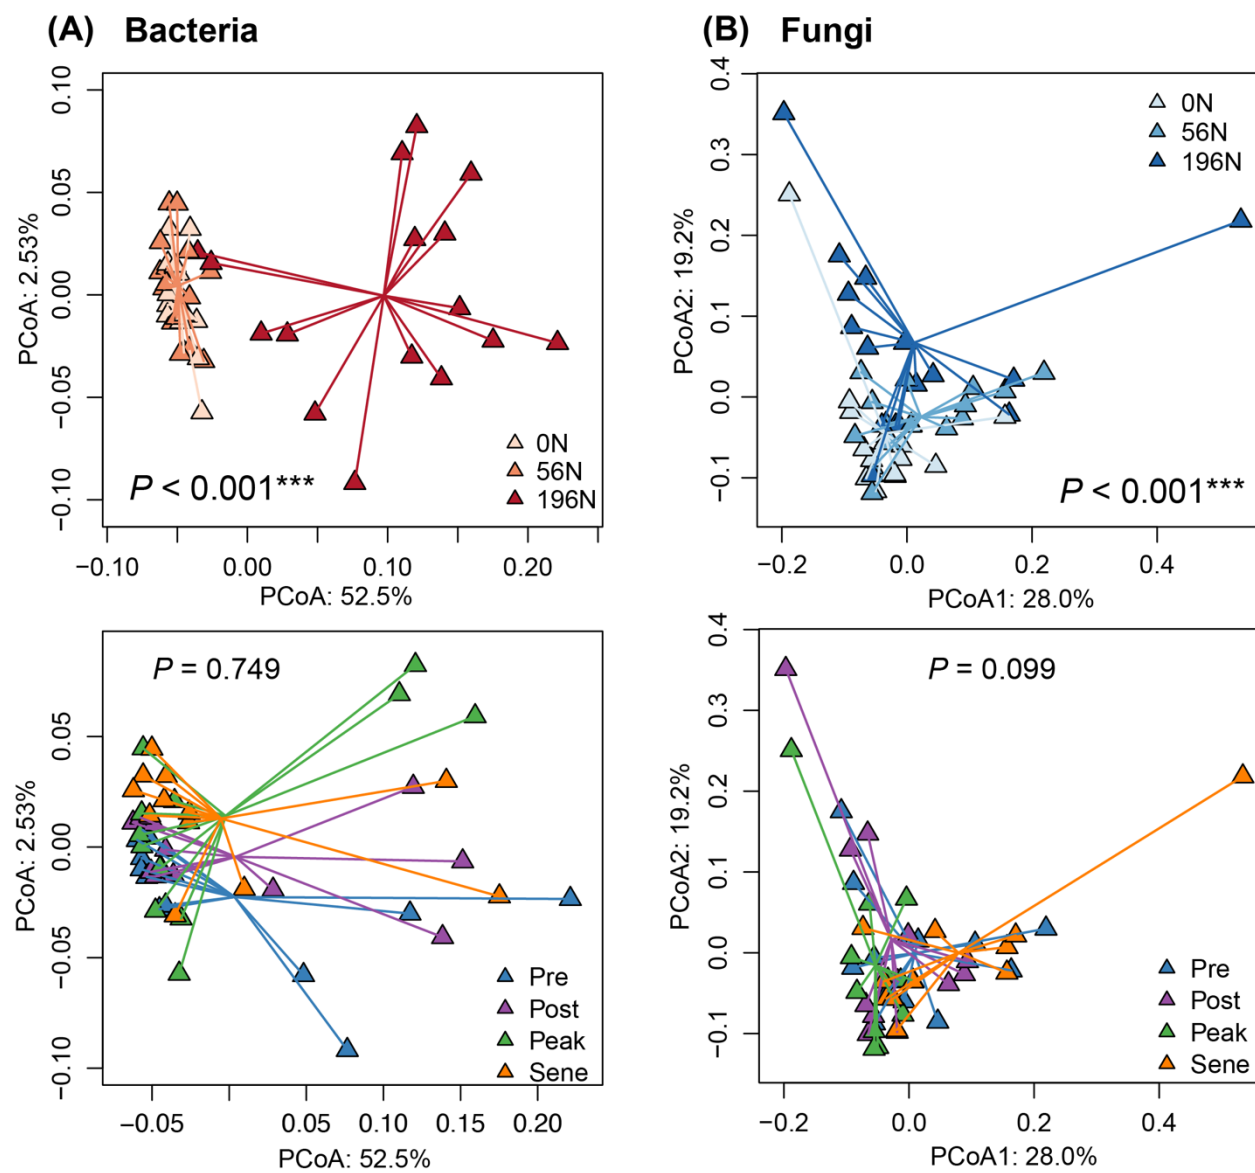 (A) Bacteria
0.10
0.05
0.00
−0.05
−0.10
PCoA: 2.53%
0N
56N
196N
P < 0.001***
−0.10
0.00
0.10
0.20
PCoA: 52.5%
(B) Fungi
0.4
0.3
0.2
0.1
0.0
−0.1
PCoA2: 19.2%
0N
56N
196N
P < 0.001***
−0.2
0.0
0.2
0.4
PCoA1: 28.0%
P = 0.749
0.05
0.00
−0.05
−0.10
PCoA: 2.53%
Pre
Post
Peak
Sene
−0.05
0.05
0.10
0.15
0.20
PCoA: 52.5%
P = 0.099
0.4
0.3
0.2
0.1
0.0
−0.1
PCoA2: 19.2%
Pre
Post
Peak
Sene
−0.2
0.0
0.2
0.4
PCoA1: 28.0%